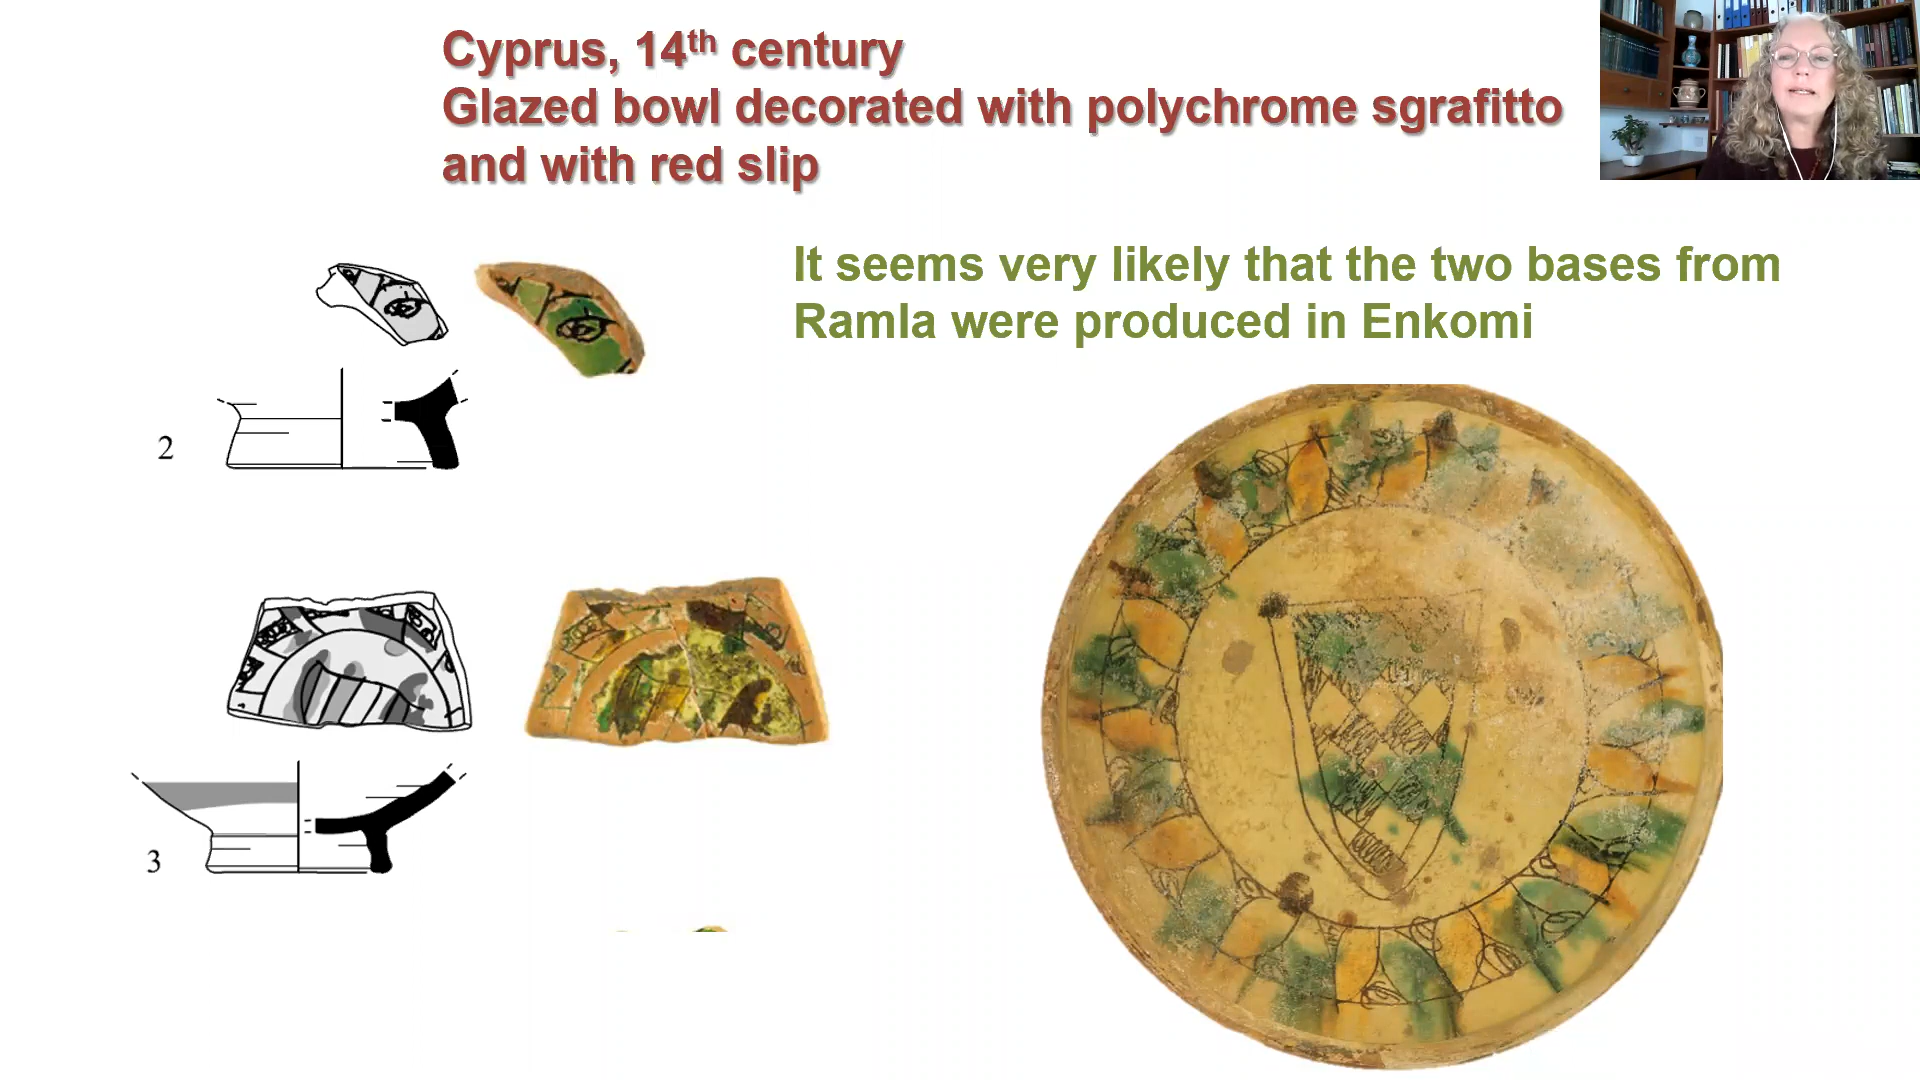 Cyprus, 14th century
Glazed bowl decorated with polychrome sgrafitto
and with red slip
It seems very likely that the two bases from
Ramla were produced in Enkomi
2
3